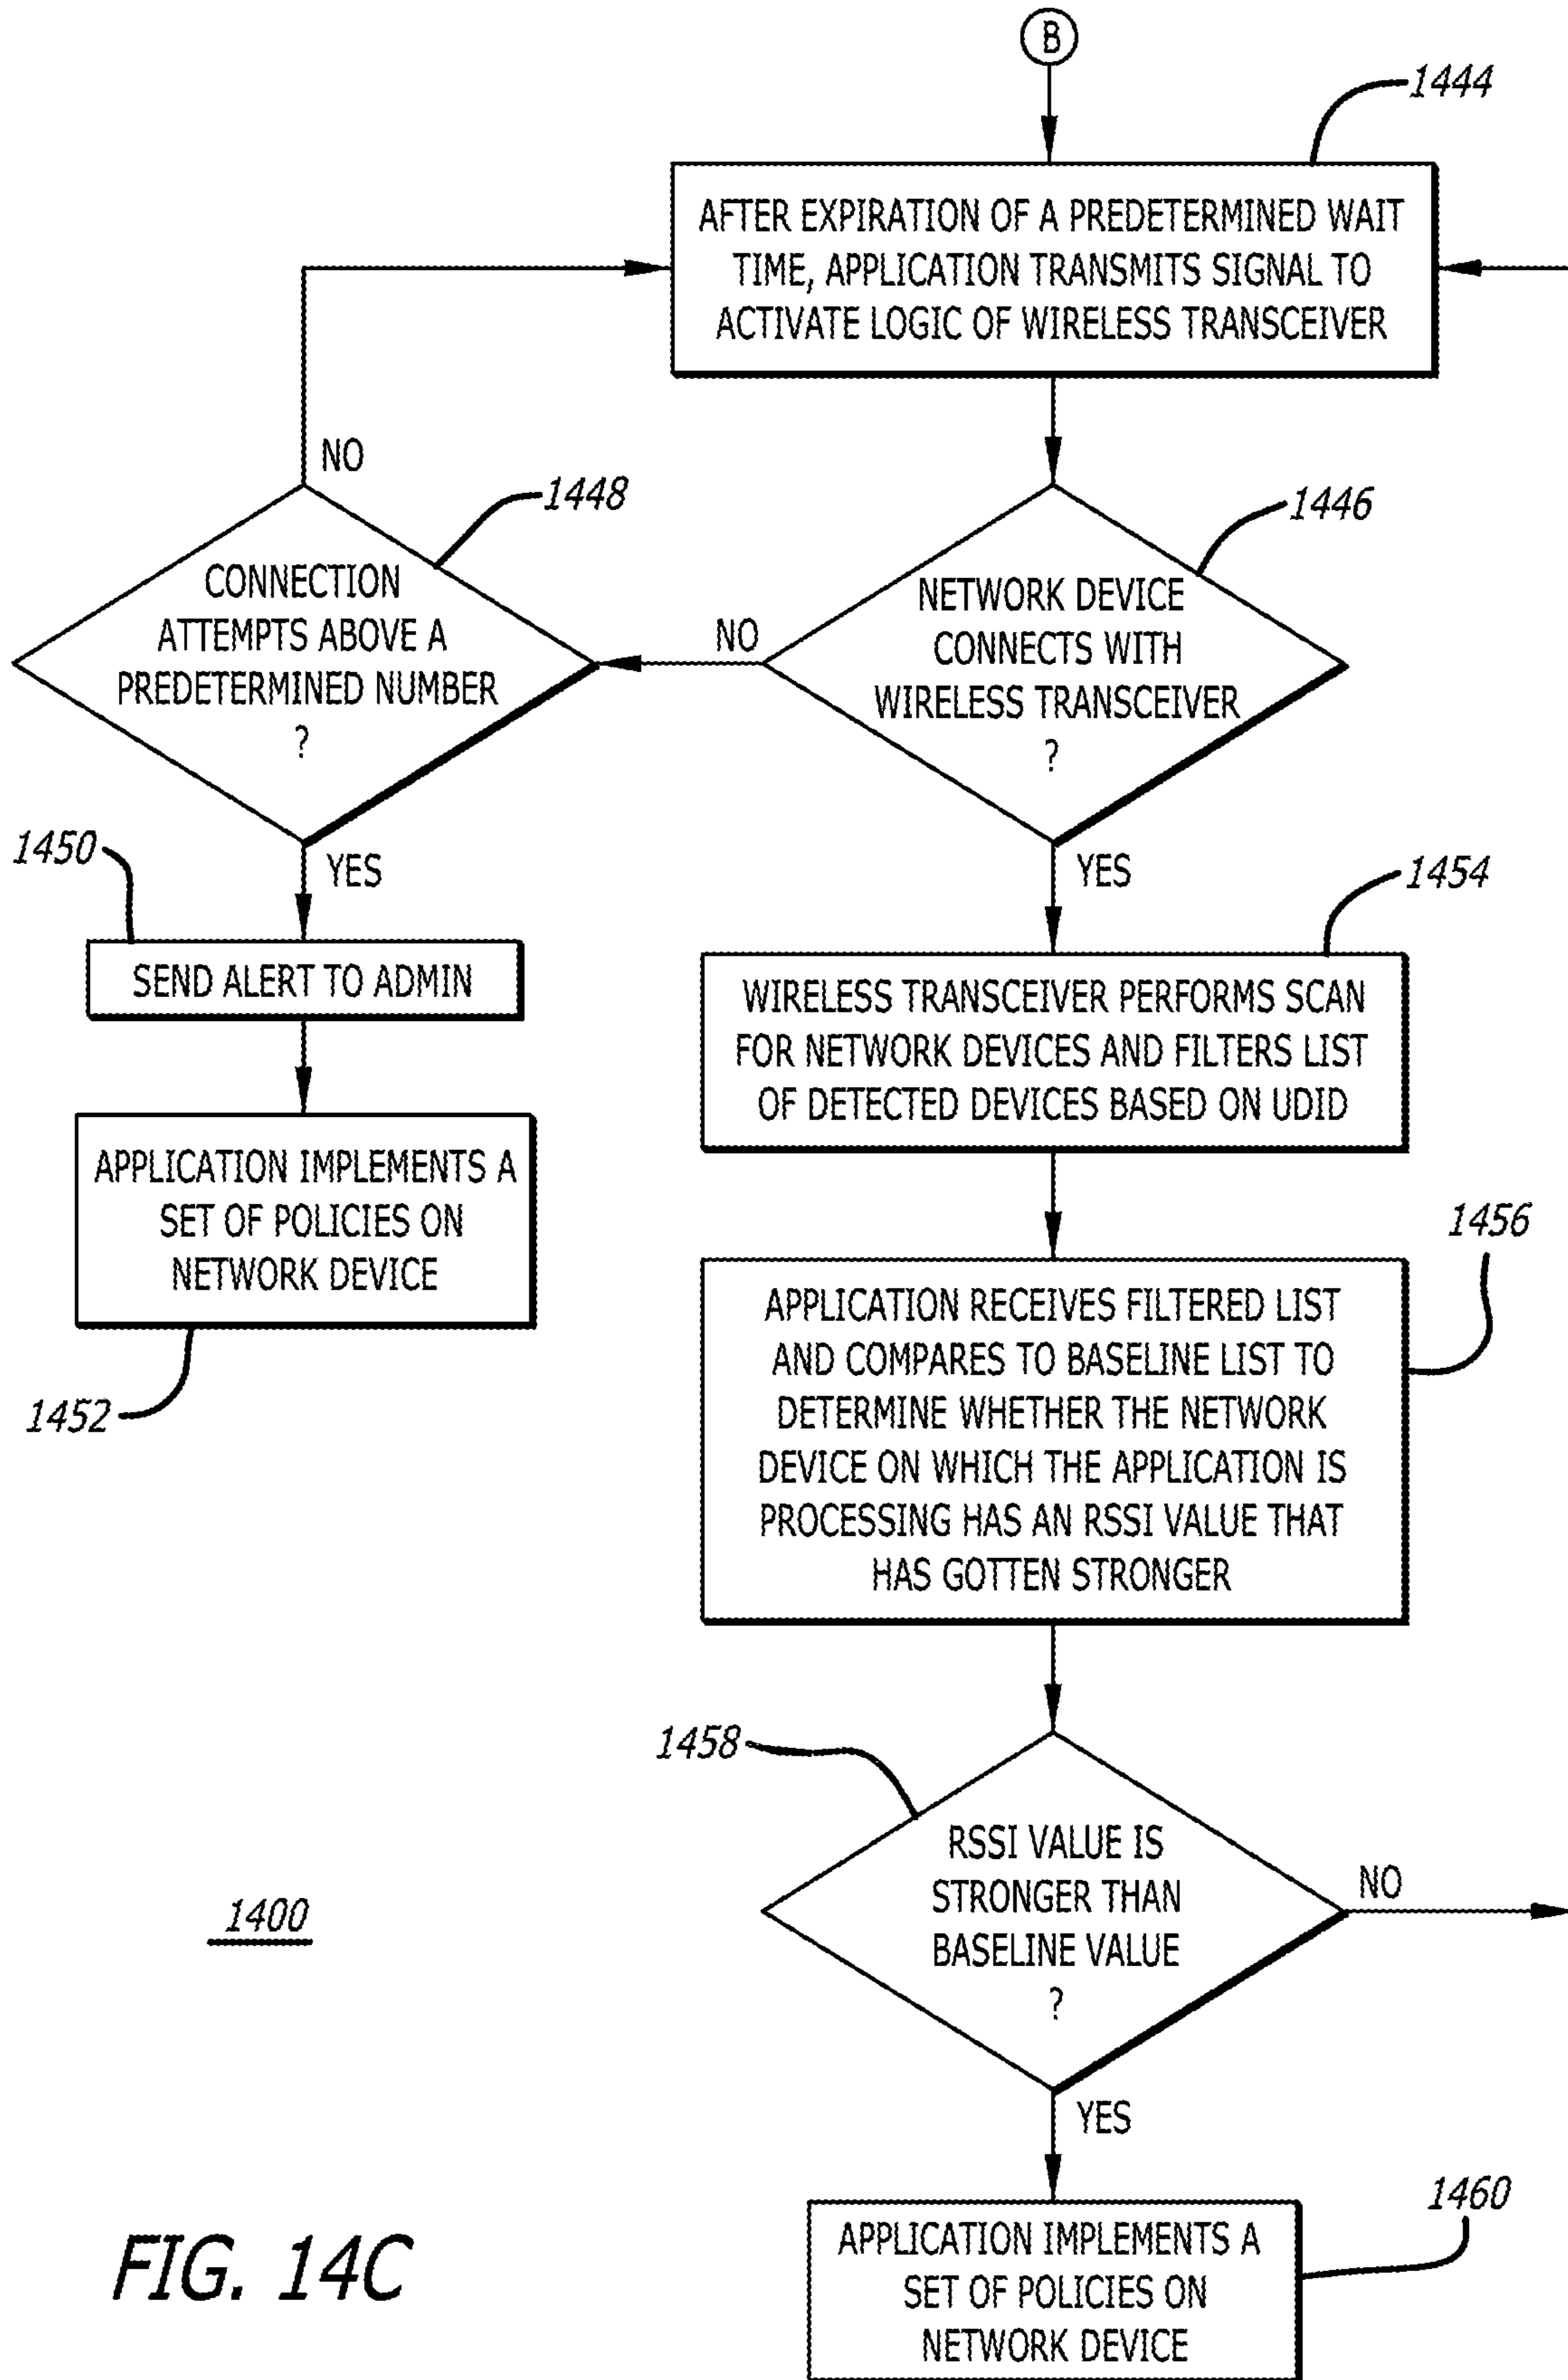 B
1444
AFTER EXPIRATION OF A PREDETERMINED WAIT
TIME, APPLICATION TRANSMITS SIGNAL TO
ACTIVATE LOGIC OF WIRELESS TRANSCEIVER
NO
1448
CONNECTION
ATTEMPTS ABOVE A
PREDETERMINED NUMBER
?
NO
1446
NETWORK DEVICE
CONNECTS WITH
WIRELESS TRANSCEIVER
?
1450
YES
SEND ALERT TO ADMIN
APPLICATION IMPLEMENTS A
SET OF POLICIES ON
NETWORK DEVICE
1452
YES
1454
WIRELESS TRANSCEIVER PERFORMS SCAN
FOR NETWORK DEVICES AND FILTERS LIST
OF DETECTED DEVICES BASED ON UDID
1456
APPLICATION RECEIVES FILTERED LIST
AND COMPARES TO BASELINE LIST TO
DETERMINE WHETHER THE NETWORK
DEVICE ON WHICH THE APPLICATION IS
PROCESSING HAS AN RSSI VALUE THAT
HAS GOTTEN STRONGER
1458
RSSI VALUE IS
STRONGER THAN
BASELINE VALUE
?
NO
1400
YES
1460
APPLICATION IMPLEMENTS A
SET OF POLICIES ON
NETWORK DEVICE
FIG. 14C